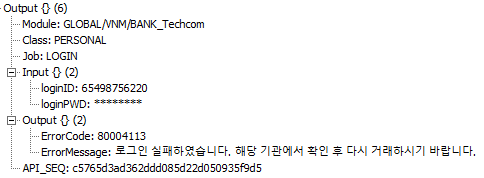 Output {} (6)
Module: GLOBAL/VNM/BANK_Techcom
Class: PERSONAL
Job: LOGIN
Input {} (2)
loginID: 65498756220
loginPWD: ********
Output {} (2)
ErrorCode: 80004113
ErrorMessage: 로그인 실패하였습니다. 해당 기관에서 확인 후 다시 거래하시기 바랍니다.
API_SEQ: c5765d3ad362ddd085d22d050935f9d5